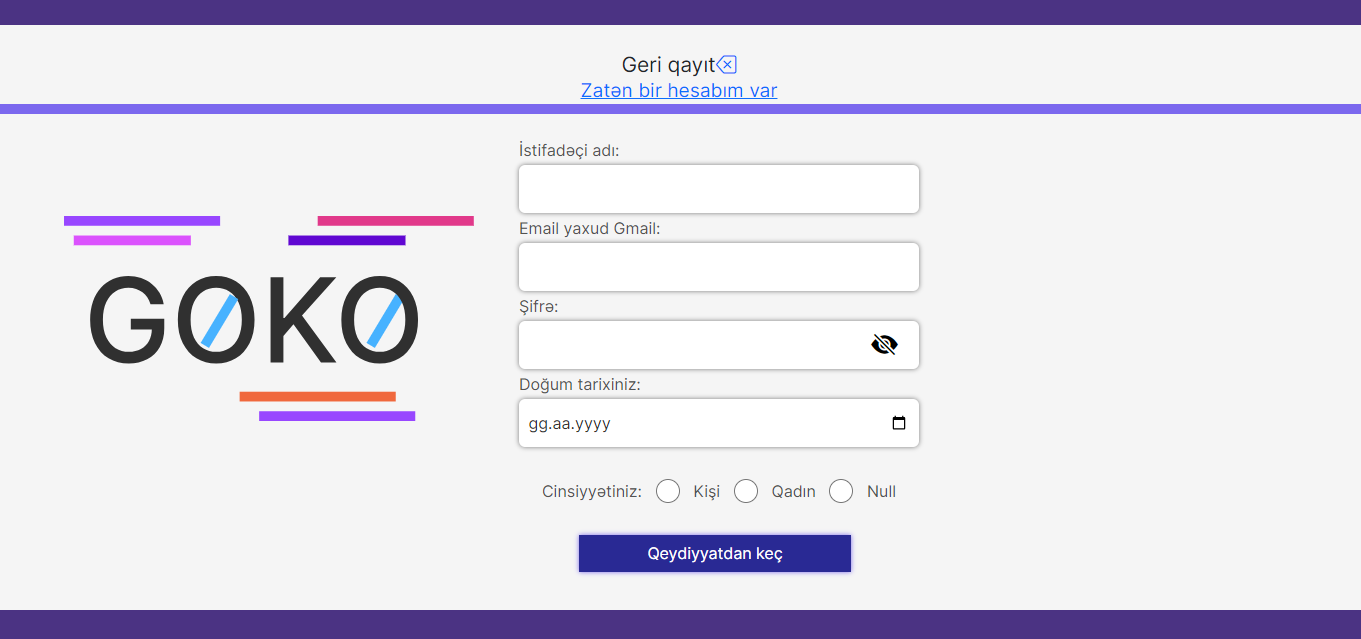 Geri qayıt
Zatən bir hesabım var
İstifadəçi adı:
Email yaxud Gmail:
GOKO
Şifrə:
Doğum tarixiniz:
gg.aa.yyyy
Cinsiyyətiniz: Kişi Qadın Null
Qeydiyyatdan keç